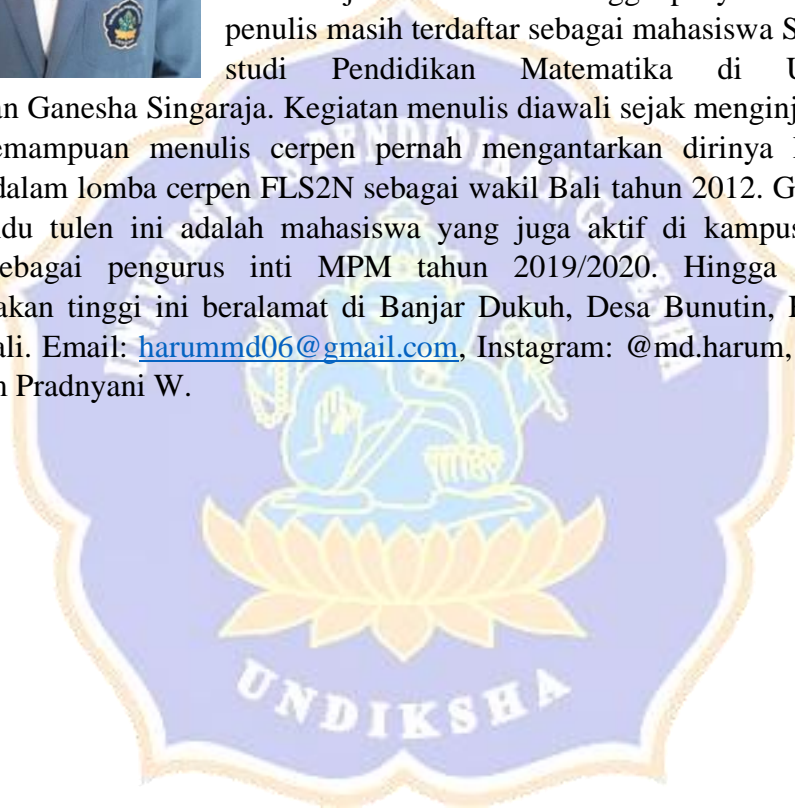 penulis masih terdaftar sebagai mahasiswa S
studi Pendidikan Matematika di U
an Ganesha Singaraja. Kegiatan menulis diawali sejak menginj
emampuan menulis cerpen pernah mengantarkan dirinya
dalam lomba cerpen FLS2N sebagai wakil Bali tahun 2012. G
du tulen ini adalah mahasiswa yang juga aktif di kampus
ebagai pengurus inti MPM tahun 2019/2020. Hingga
akan tinggi ini beralamat di Banjar Dukuh, Desa Bunutin,
ali. Email: harummd06@gmail.com, Instagram: @md.harum,
n Pradnyani W.
UNIVERSITAS PENDIDIKAN GANESHA
UNDIKSHA